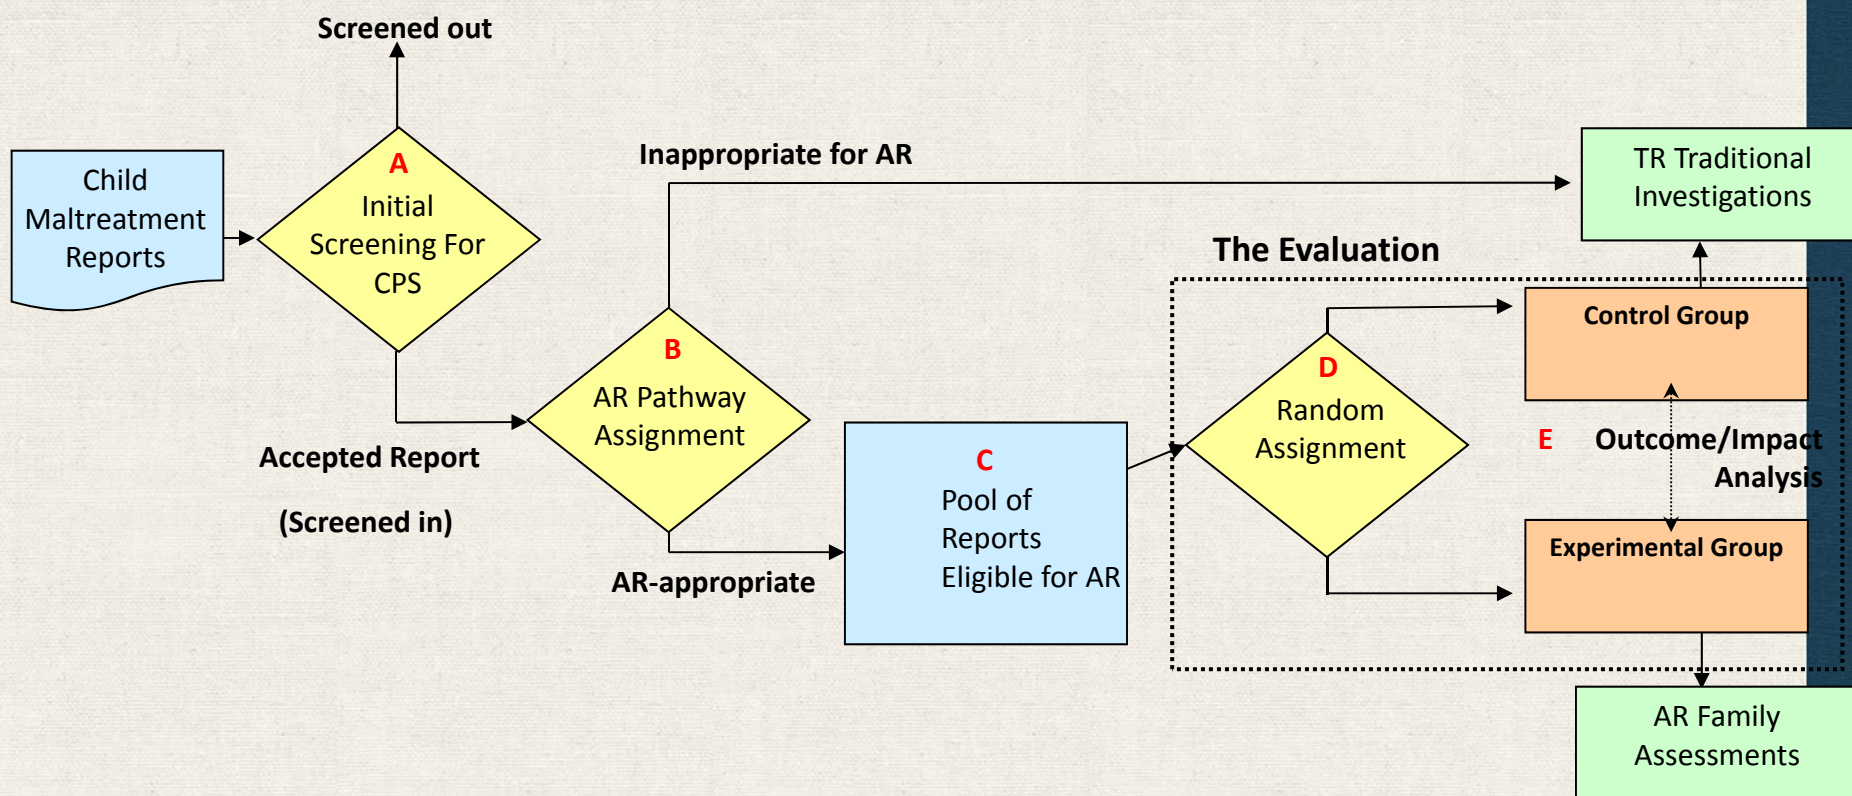 Screened out
Child
Maltreatment
Reports
A
Initial
Screening For
CPS
Inappropriate for AR
TR Traditional
Investigations
The Evaluation
Accepted Report
(Screened in)
B
AR Pathway
Assignment
AR-appropriate
C
Pool of
Reports
Eligible for AR
D
Random
Assignment
Control Group
E Outcome/Impact
Analysis
Experimental Group
AR Family
Assessments